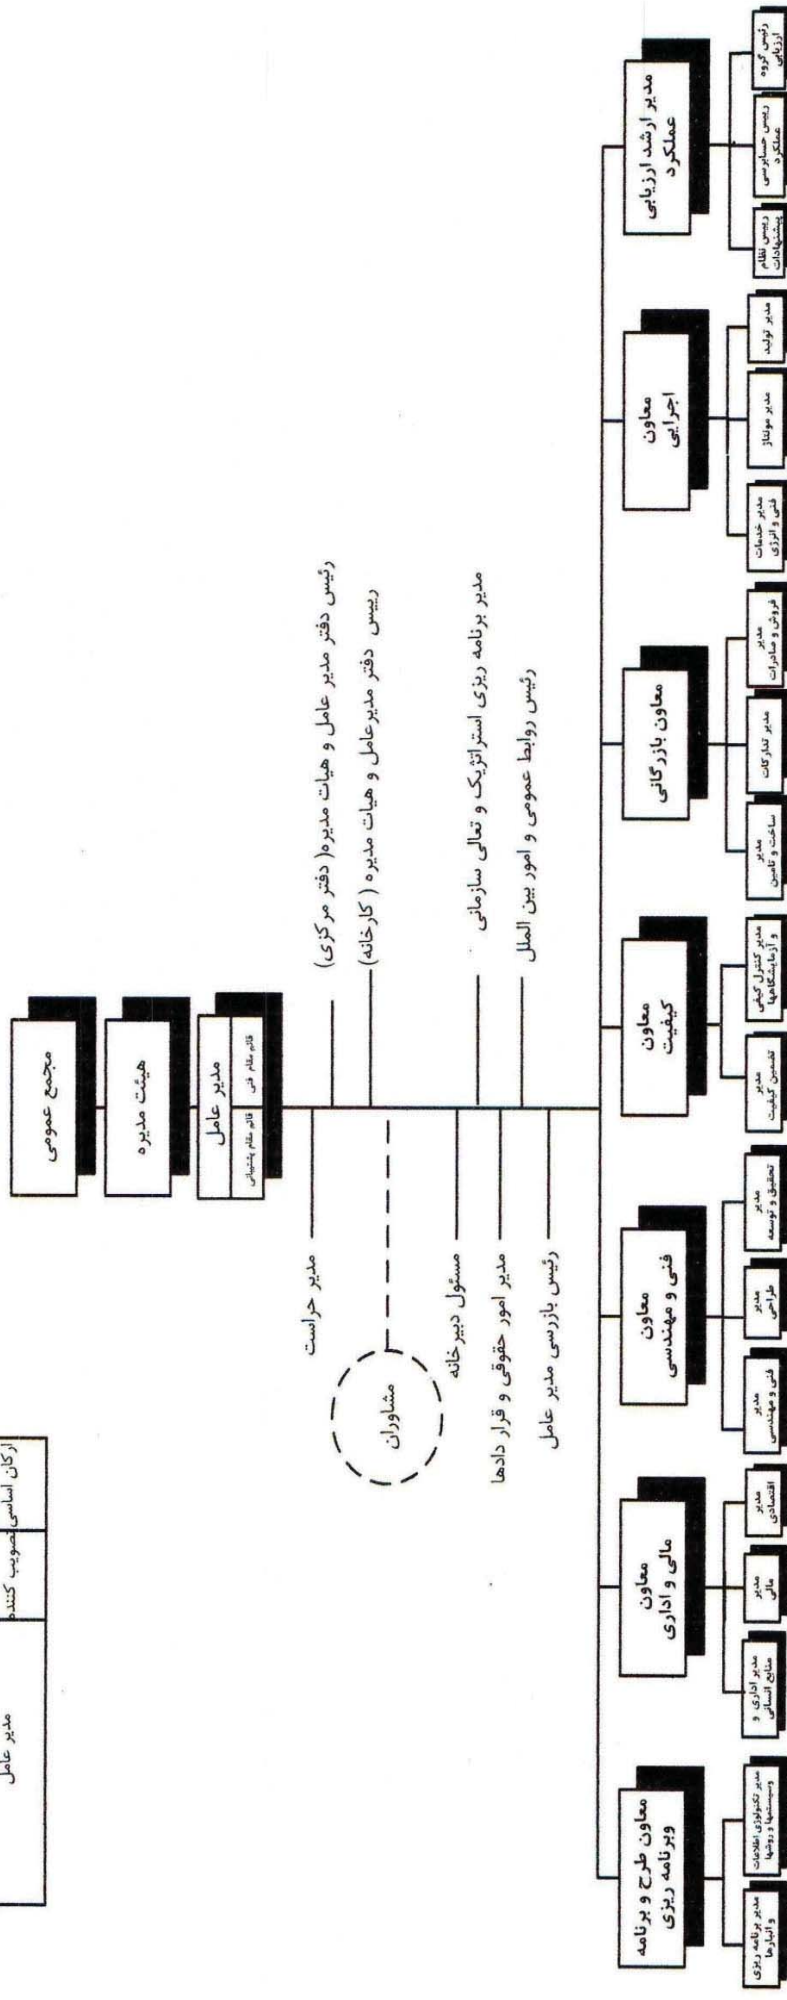 ارکان اساسی
تصویب کننده
مدیر عامل
مجمع عمومی
هیئت مدیره
مدیر عامل
قائم مقام فنی
قائم مقام پشتیبانی
رئیس دفتر مدیر عامل و هیات مدیره( دفتر مرکزی)
رییس دفتر مدیرعامل و هیات مدیره ( کارخانه)
مدیر برنامه ریزی استراتژیک و تعالی سازمانی
رئیس روابط عمومی و امور بین الملل
مدیر حراست
مشاوران
مسئول دبیرخانه
مدیر امور حقوقی و قرار دادها
رئیس بازرسی مدیر عامل
مدیر ارشد ارزیابی
عملکرد
رئیس گروه
ارزیابی
رییس حسابرسی
عملکرد
رییس نظام
پیشنهادات
معاون
اجرایی
مدیر تولید
مدیر مونتاژ
مدیر خدمات
فنی و انرژی
معاون بازرگانی
مدیر
فروش و صادرات
مدیر تدارکات
مدیر
ساخت و تامین
معاون
کیفیت
مدیر کنترل کیفی
و آزمایشگاهها
مدیر
تضمین کیفیت
معاون
فنی و مهندسی
مدیر
تحقیق و توسعه
مدیر
طراحی
مدیر
فنی و مهندسی
معاون
مالی و اداری
مدیر
اقتصادی
مدیر
مالی
مدیر اداری و
منابع انسانی
معاون طرح و برنامه
وبرنامه ریزی
مدیر تکنولوژی اطلاعات
وسیستمها و روشها
مدیر برنامه ریزی
و انبارها